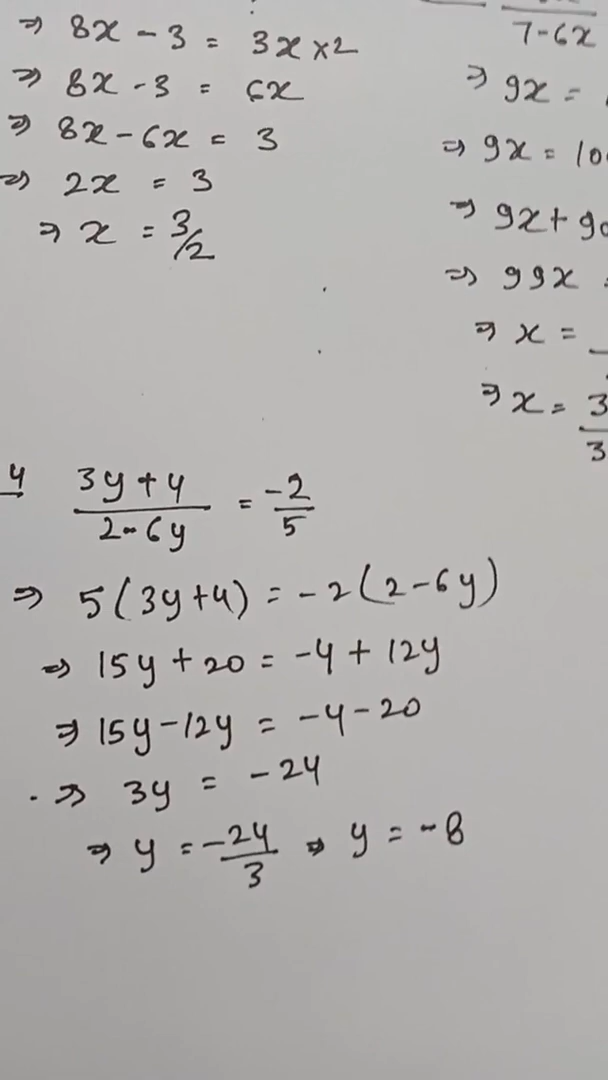 ⇒ 8x - 3 = 3x × 2
⇒ 8x - 3 = 6x
⇒ 8x - 6x = 3
⇒ 2x = 3
⇒ x = 3/2
7-6x
⇒ 9x =
⇒ 9x = 10
⇒ 9x + 90
⇒ 99x
⇒ x =
⇒ x = 3/3
4 (3y+4)/(2-6y) = -2/5
⇒ 5(3y+4) = -2(2-6y)
⇒ 15y + 20 = -4 + 12y
⇒ 15y - 12y = -4 - 20
⇒ 3y = -24
⇒ y = -24/3 ⇒ y = -8